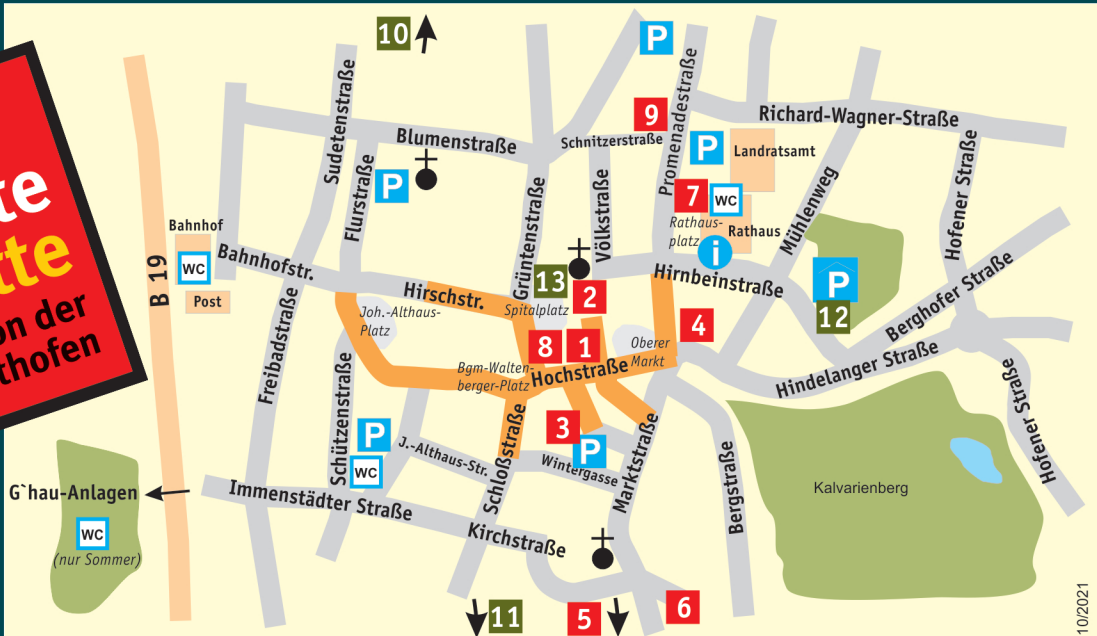 10
P
Sudetenstraße
Promenadestraße
9
Richard-Wagner-Straße
Blumenstraße
Schnitzerstraße
P
Landratsamt
Hofener Straße
te
P
Flurstraße
Grüntenstraße
Völkstraße
7
WC
Rathaus-
platz
Rathaus
Mühlenweg
Bahnhof
WC
Post
Bahnhofstr.
i
tte
B 19
Hirschstr.
13
Spitalplatz
2
Hirnbeinstraße
P
12
Berghofer Straße
on der
thofen
Freibadstraße
Joh.-Althaus-
Platz
8
1
Oberer
Markt
4
Bgm-Walten-
berger-Platz
Hochstraße
Hindelanger Straße
Hofener Straße
Schützenstraße
P
WC
J.-Althaus-Str.
Schloßstraße
3
P
Wintergasse
Marktstraße
Bergstraße
Kalvarienberg
G`hau-Anlagen
WC
(nur Sommer)
Immenstädter Straße
Kirchstraße
11
5
6
10/2021